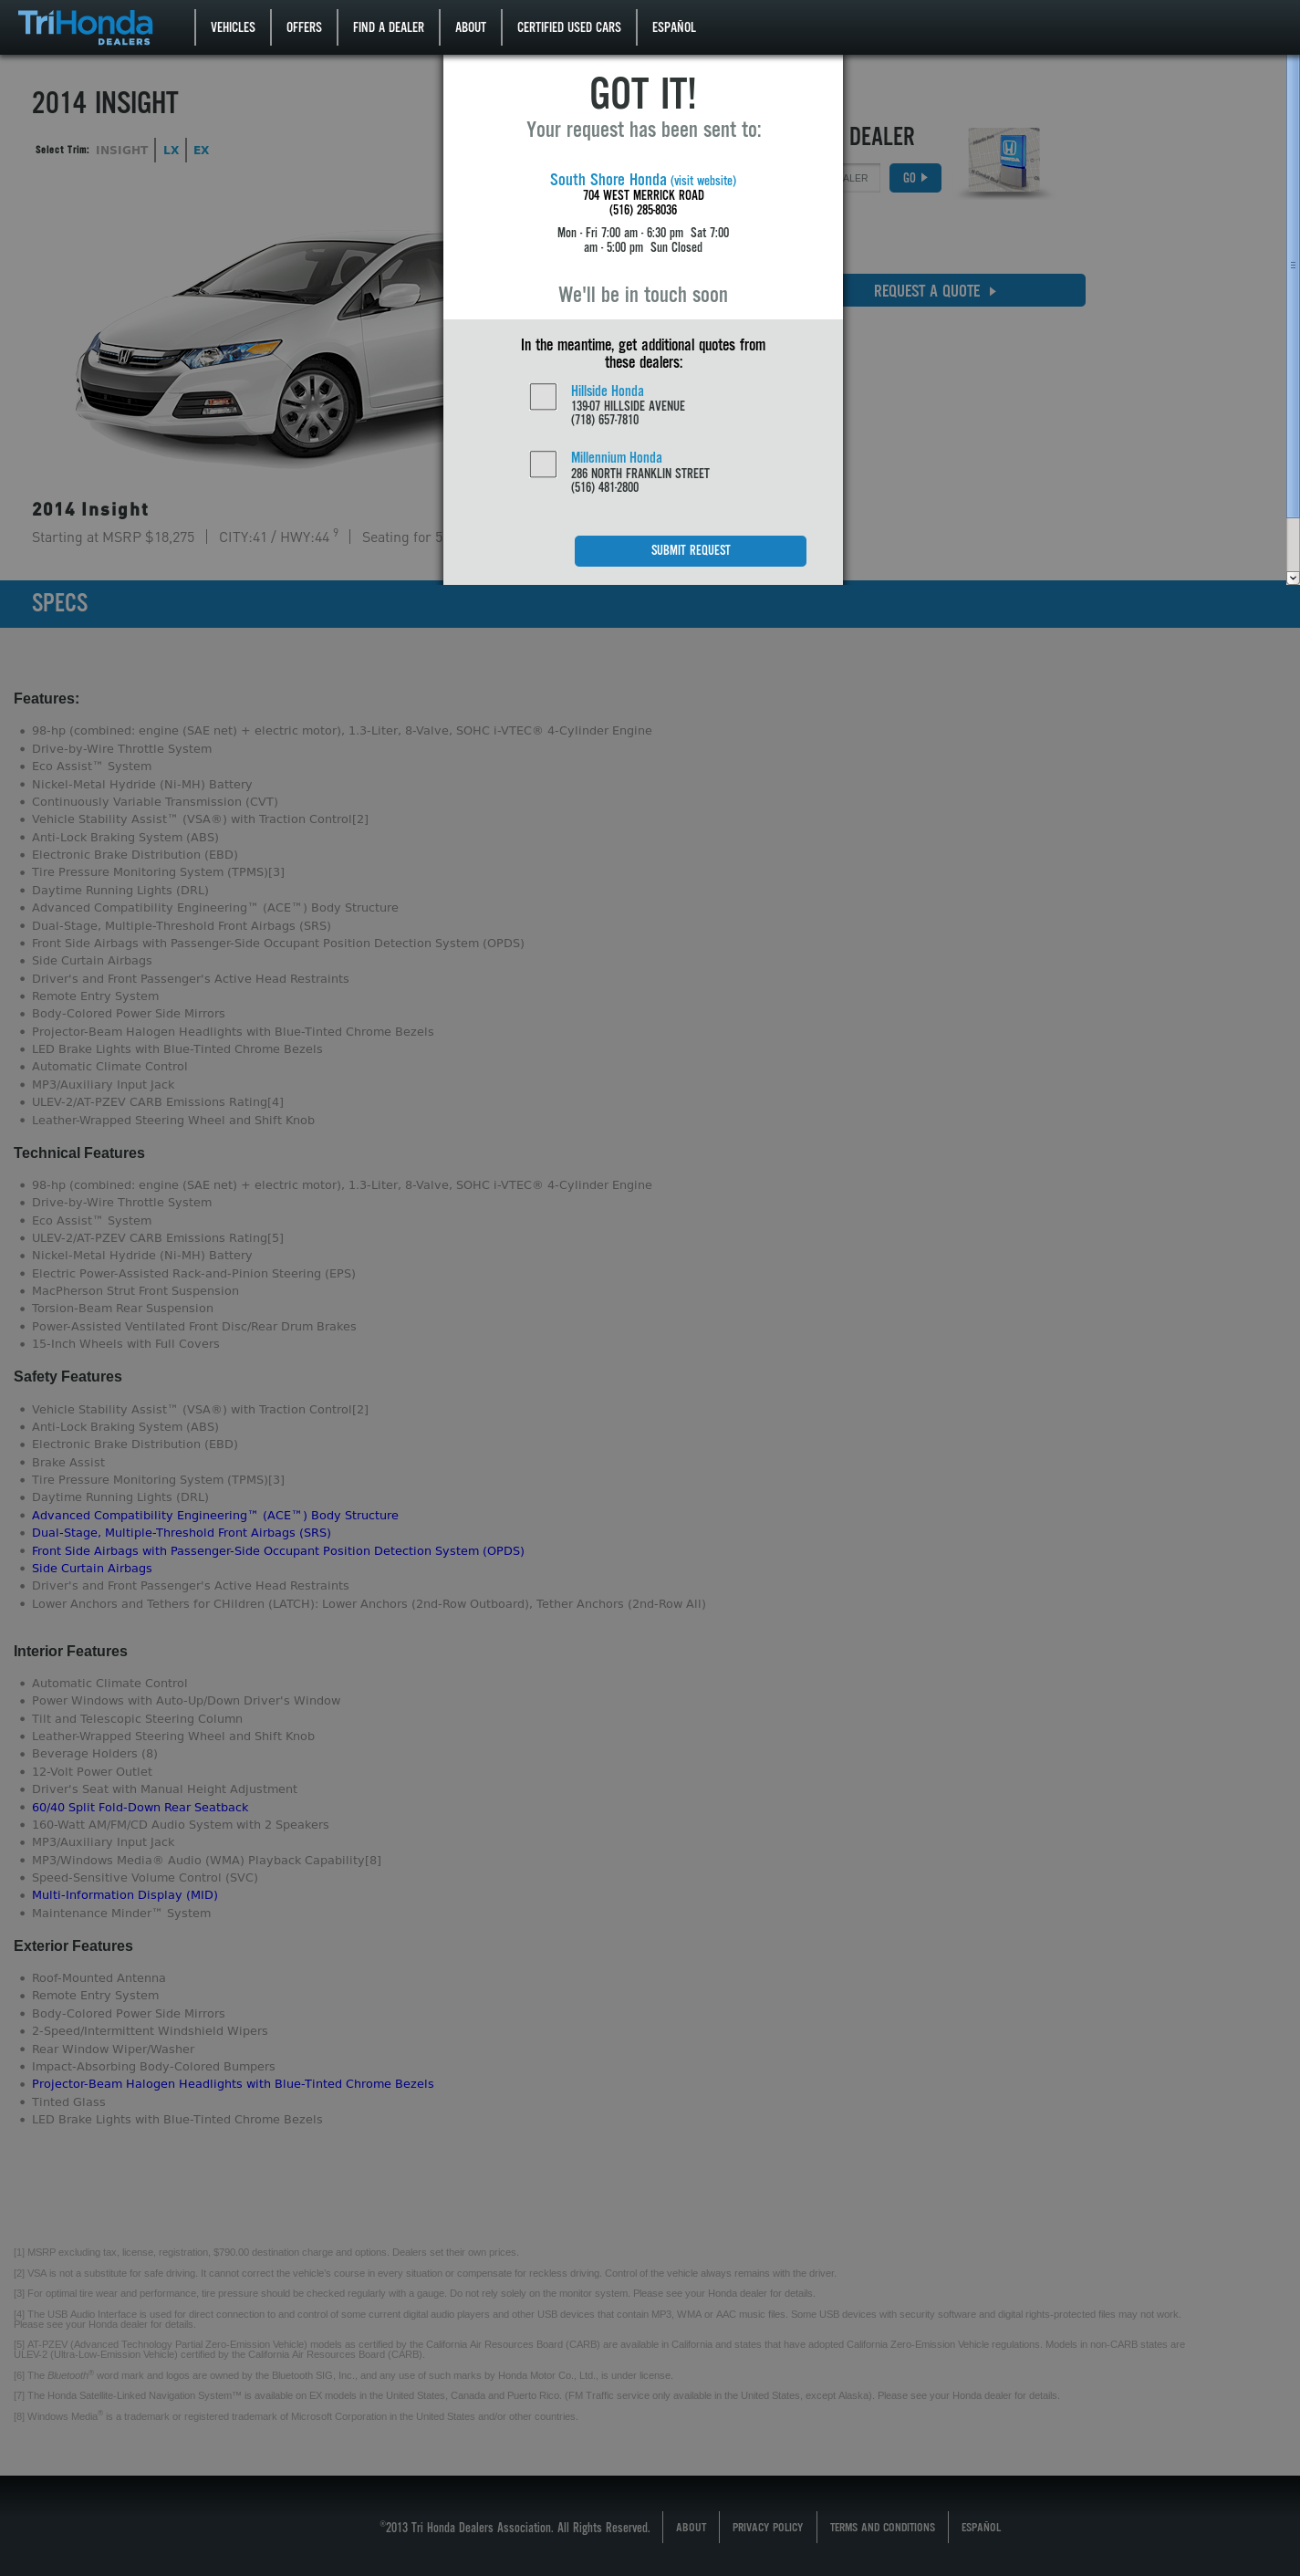 TriHonda
DEALERS
VEHICLES
OFFERS
FIND A DEALER
ABOUT
CERTIFIED USED CARS
ESPAÑOL
2014 INSIGHT
Select Trim: INSIGHT LX EX
GOT IT!
Your request has been sent to:
South Shore Honda (visit website)
704 WEST MERRICK ROAD
(516) 285-8036
Mon - Fri 7:00 am - 6:30 pm Sat 7:00
am - 5:00 pm Sun Closed
We'll be in touch soon
In the meantime, get additional quotes from
these dealers:
Hillside Honda
139-07 HILLSIDE AVENUE
(718) 657-7810
Millennium Honda
286 NORTH FRANKLIN STREET
(516) 481-2800
SUBMIT REQUEST
DEALER
ALER
GO
REQUEST A QUOTE
2014 Insight
Starting at MSRP $18,275 | CITY:41 / HWY:44 9 | Seating for 5
SPECS
Features:
98-hp (combined: engine (SAE net) + electric motor), 1.3-Liter, 8-Valve, SOHC i-VTEC® 4-Cylinder Engine
Drive-by-Wire Throttle System
Eco Assist™ System
Nickel-Metal Hydride (Ni-MH) Battery
Continuously Variable Transmission (CVT)
Vehicle Stability Assist™ (VSA®) with Traction Control[2]
Anti-Lock Braking System (ABS)
Electronic Brake Distribution (EBD)
Tire Pressure Monitoring System (TPMS)[3]
Daytime Running Lights (DRL)
Advanced Compatibility Engineering™ (ACE™) Body Structure
Dual-Stage, Multiple-Threshold Front Airbags (SRS)
Front Side Airbags with Passenger-Side Occupant Position Detection System (OPDS)
Side Curtain Airbags
Driver's and Front Passenger's Active Head Restraints
Remote Entry System
Body-Colored Power Side Mirrors
Projector-Beam Halogen Headlights with Blue-Tinted Chrome Bezels
LED Brake Lights with Blue-Tinted Chrome Bezels
Automatic Climate Control
MP3/Auxiliary Input Jack
ULEV-2/AT-PZEV CARB Emissions Rating[4]
Leather-Wrapped Steering Wheel and Shift Knob
Technical Features
98-hp (combined: engine (SAE net) + electric motor), 1.3-Liter, 8-Valve, SOHC i-VTEC® 4-Cylinder Engine
Drive-by-Wire Throttle System
Eco Assist™ System
ULEV-2/AT-PZEV CARB Emissions Rating[5]
Nickel-Metal Hydride (Ni-MH) Battery
Electric Power-Assisted Rack-and-Pinion Steering (EPS)
MacPherson Strut Front Suspension
Torsion-Beam Rear Suspension
Power-Assisted Ventilated Front Disc/Rear Drum Brakes
15-Inch Wheels with Full Covers
Safety Features
Vehicle Stability Assist™ (VSA®) with Traction Control[2]
Anti-Lock Braking System (ABS)
Electronic Brake Distribution (EBD)
Brake Assist
Tire Pressure Monitoring System (TPMS)[3]
Daytime Running Lights (DRL)
Advanced Compatibility Engineering™ (ACE™) Body Structure
Dual-Stage, Multiple-Threshold Front Airbags (SRS)
Front Side Airbags with Passenger-Side Occupant Position Detection System (OPDS)
Side Curtain Airbags
Driver's and Front Passenger's Active Head Restraints
Lower Anchors and Tethers for CHildren (LATCH): Lower Anchors (2nd-Row Outboard), Tether Anchors (2nd-Row All)
Interior Features
Automatic Climate Control
Power Windows with Auto-Up/Down Driver's Window
Tilt and Telescopic Steering Column
Leather-Wrapped Steering Wheel and Shift Knob
Beverage Holders (8)
12-Volt Power Outlet
Driver's Seat with Manual Height Adjustment
60/40 Split Fold-Down Rear Seatback
160-Watt AM/FM/CD Audio System with 2 Speakers
MP3/Auxiliary Input Jack
MP3/Windows Media® Audio (WMA) Playback Capability[8]
Speed-Sensitive Volume Control (SVC)
Multi-Information Display (MID)
Maintenance Minder™ System
Exterior Features
Roof-Mounted Antenna
Remote Entry System
Body-Colored Power Side Mirrors
2-Speed/Intermittent Windshield Wipers
Rear Window Wiper/Washer
Impact-Absorbing Body-Colored Bumpers
Projector-Beam Halogen Headlights with Blue-Tinted Chrome Bezels
Tinted Glass
LED Brake Lights with Blue-Tinted Chrome Bezels
[1] MSRP excluding tax, license, registration, $790.00 destination charge and options. Dealers set their own prices.
[2] VSA is not a substitute for safe driving. It cannot correct the vehicle's course in every situation or compensate for reckless driving. Control of the vehicle always remains with the driver.
[3] For optimal tire wear and performance, tire pressure should be checked regularly with a gauge. Do not rely solely on the monitor system. Please see your Honda dealer for details.
[4] The USB Audio Interface is used for direct connection to and control of some current digital audio players and other USB devices that contain MP3, WMA or AAC music files. Some USB devices with security software and digital rights-protected files may not work.
Please see your Honda dealer for details.
[5] AT-PZEV (Advanced Technology Partial Zero-Emission Vehicle) models as certified by the California Air Resources Board (CARB) are available in California and states that have adopted California Zero-Emission Vehicle regulations. Models in non-CARB states are
ULEV-2 (Ultra-Low-Emission Vehicle) certified by the California Air Resources Board (CARB).
[6] The Bluetooth® word mark and logos are owned by the Bluetooth SIG, Inc., and any use of such marks by Honda Motor Co., Ltd., is under license.
[7] The Honda Satellite-Linked Navigation System™ is available on EX models in the United States, Canada and Puerto Rico. (FM Traffic service only available in the United States, except Alaska). Please see your Honda dealer for details.
[8] Windows Media® is a trademark or registered trademark of Microsoft Corporation in the United States and/or other countries.
®2013 Tri Honda Dealers Association. All Rights Reserved.
ABOUT
PRIVACY POLICY
TERMS AND CONDITIONS
ESPAÑOL